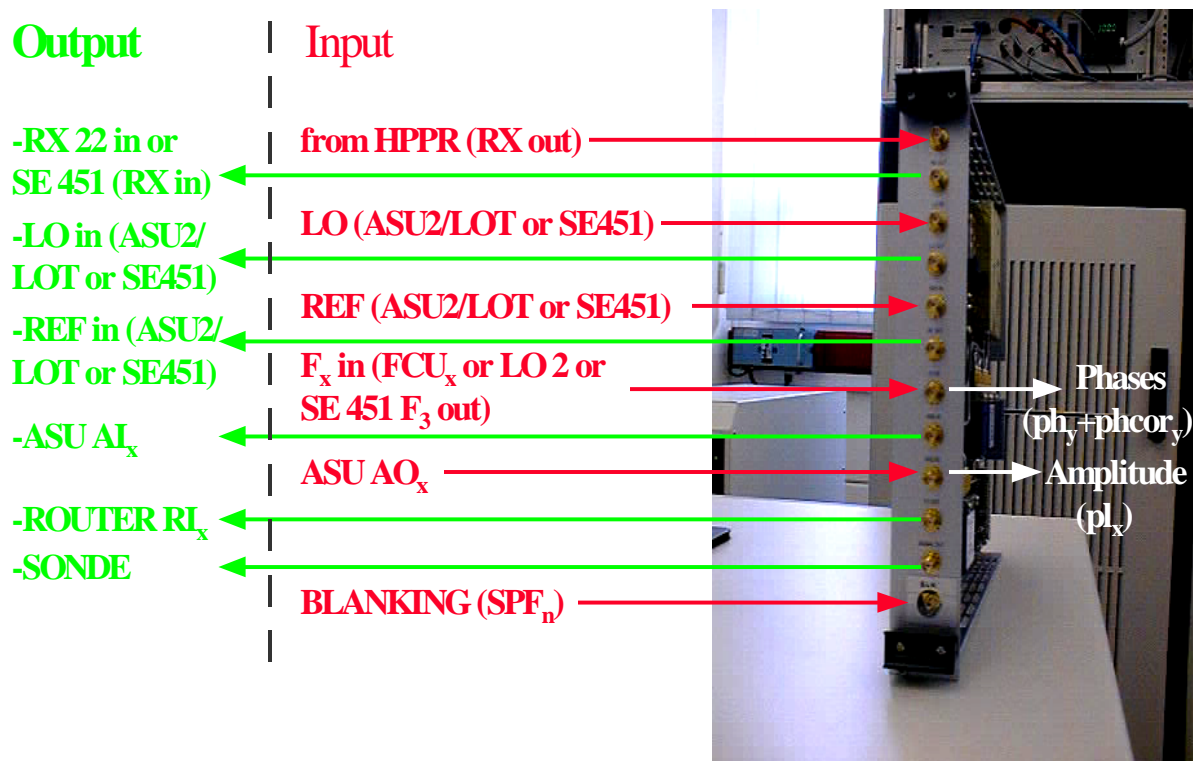 Output
Input
-RX 22 in or
SE 451 (RX in)
from HPPR (RX out)
-LO in (ASU2/
LOT or SE451)
LO (ASU2/LOT or SE451)
-REF in (ASU2/
LOT or SE451)
REF (ASU2/LOT or SE451)
Fx in (FCUx or LO 2 or
SE 451 F3 out)
Phases
(phy+phcory)
-ASU AIx
ASU AOx
Amplitude
(plx)
-ROUTER RIx
-SONDE
BLANKING (SPFn)
BLK